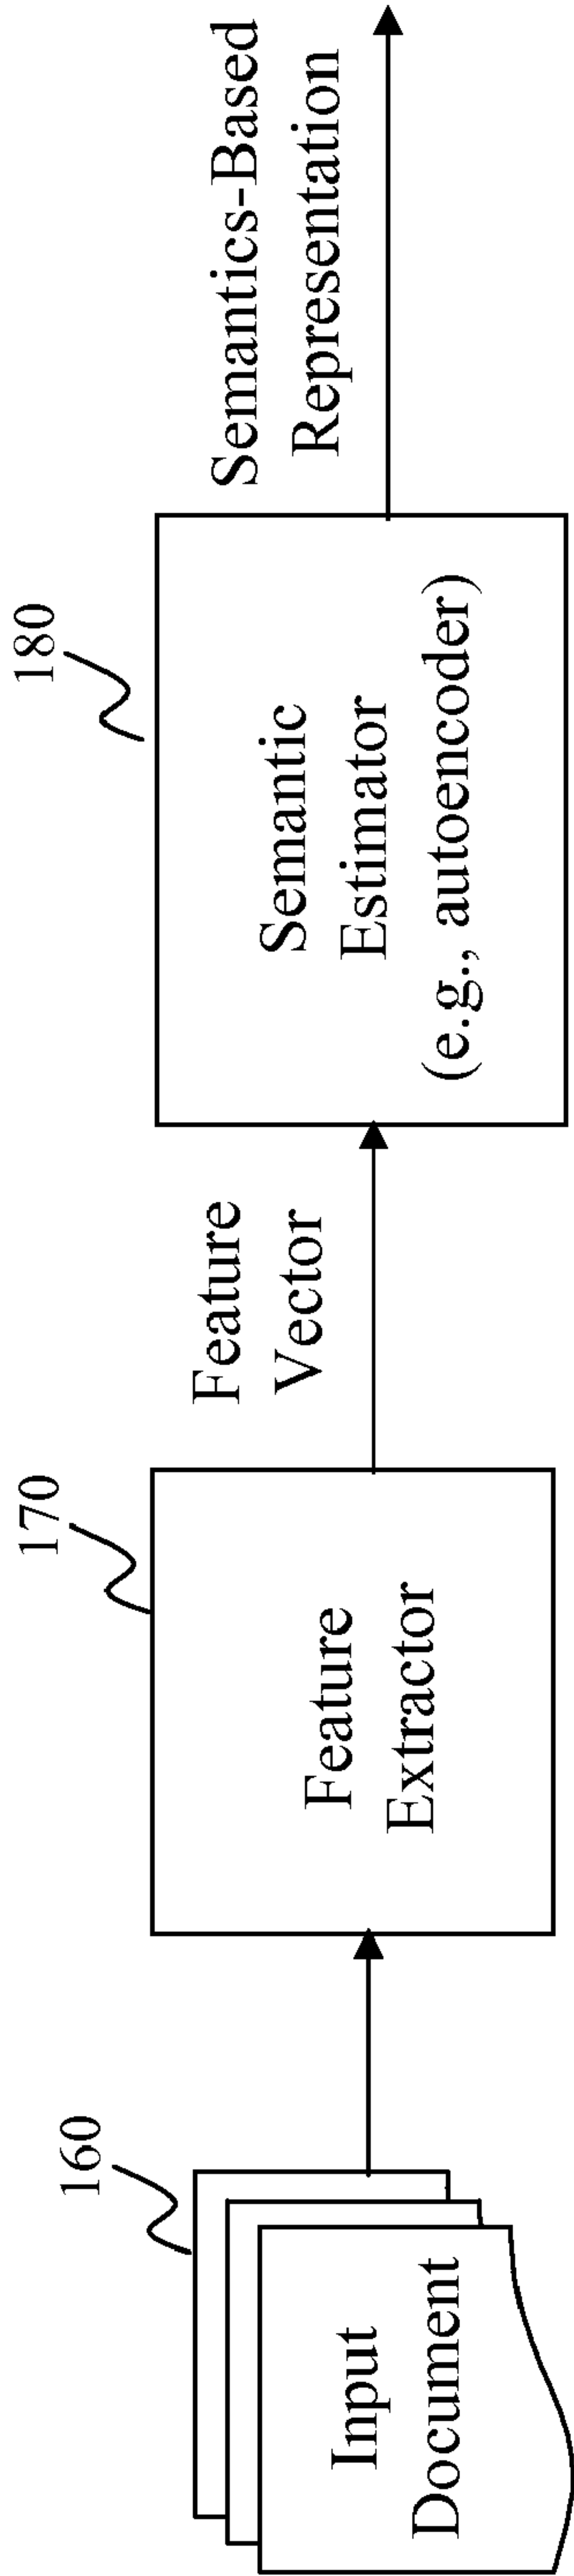 160
Input
Document
170
Feature
Extractor
Feature
Vector
180
Semantic
Estimator
(e.g., autoencoder)
Semantics-Based
Representation